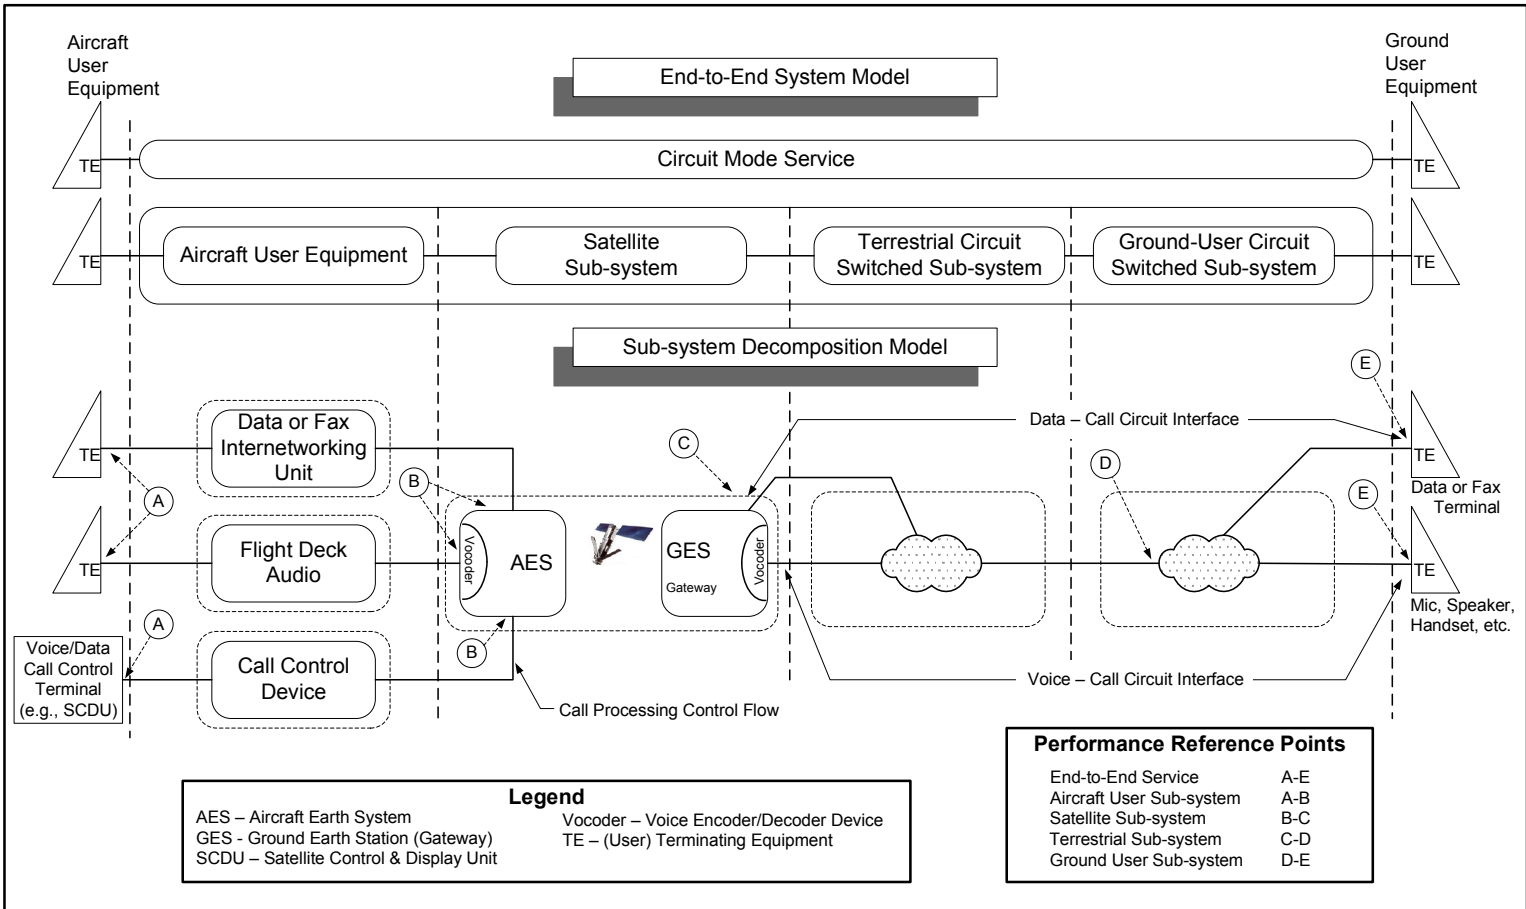 Aircraft
User
Equipment
Ground
User
Equipment
End-to-End System Model
TE
Circuit Mode Service
TE
TE
Aircraft User Equipment
Satellite
Sub-system
Terrestrial Circuit
Switched Sub-system
Ground-User Circuit
Switched Sub-system
TE
Sub-system Decomposition Model
E
TE
Data or Fax
Internetworking
Unit
Data – Call Circuit Interface
TE
Data or Fax
Terminal
A
B
C
D
E
TE
Flight Deck
Audio
Vocoder
AES
GES
Gateway
Vocoder
TE
Mic, Speaker,
Handset, etc.
A
B
Voice/Data
Call Control
Terminal
(e.g., SCDU)
Call Control
Device
Voice – Call Circuit Interface
Call Processing Control Flow
Performance Reference Points
End-to-End Service A-E
Aircraft User Sub-system A-B
Satellite Sub-system B-C
Terrestrial Sub-system C-D
Ground User Sub-system D-E
Legend
AES – Aircraft Earth System
GES - Ground Earth Station (Gateway)
SCDU – Satellite Control & Display Unit
Vocoder – Voice Encoder/Decoder Device
TE – (User) Terminating Equipment